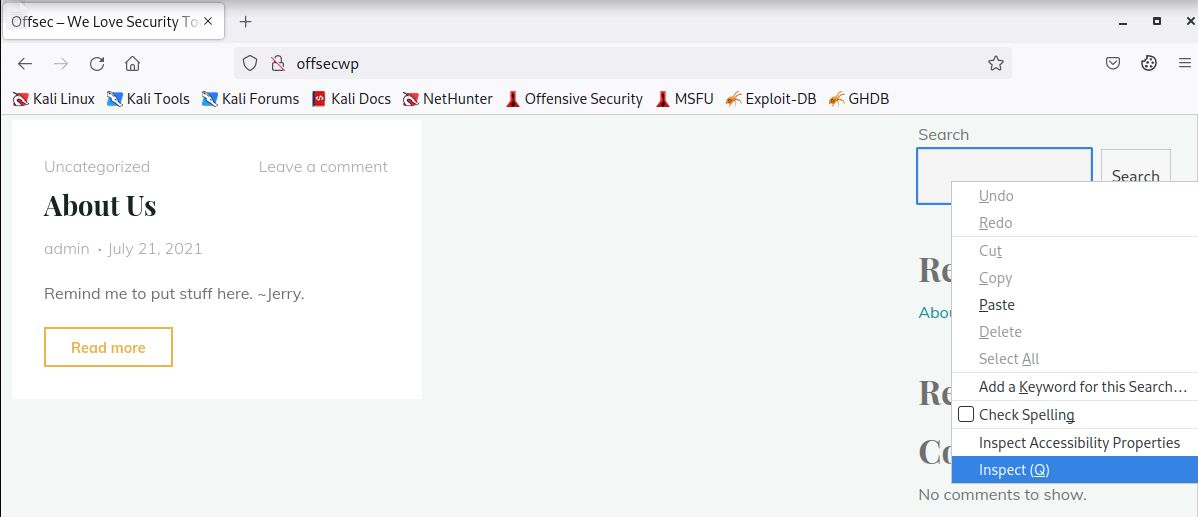 Offsec – We Love Security To
offsecwp
Kali Linux Kali Tools Kali Forums Kali Docs NetHunter Offensive Security MSFU Exploit-DB GHDB
Uncategorized Leave a comment
About Us
admin · July 21, 2021
Remind me to put stuff here. ~Jerry.
Read more
Search
Search
Re
Abou
Re
Co
No comments to show.
Undo
Redo
Cut
Copy
Paste
Delete
Select All
Add a Keyword for this Search…
Check Spelling
Inspect Accessibility Properties
Inspect (Q)